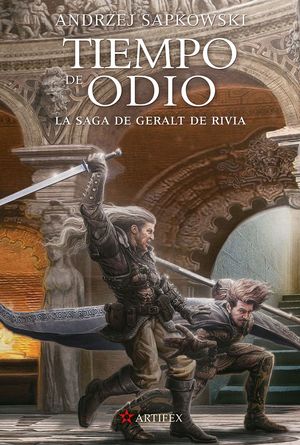 ANDRZEJ SAPKOWSKI
TIEMPO
DE ODIO
LA SAGA DE GERALT DE RIVIA
ARTIFEX